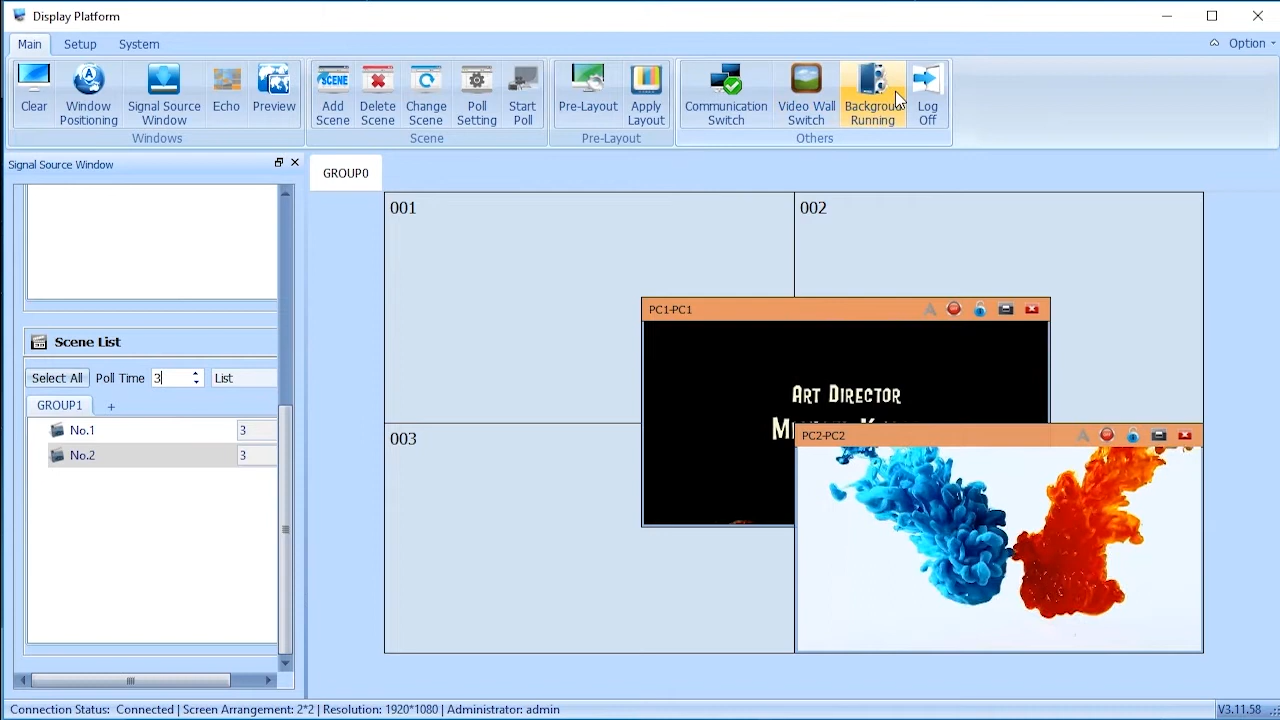 Display Platform
Main Setup System Option
Clear
Window Positioning
Signal Source Window
Echo
Preview
Add Scene
Delete Scene
Change Scene
Poll Setting
Start Poll
Pre-Layout
Apply Layout
Communication Switch
Video Wall Switch
Running
Log Off
Windows Scene Pre-Layout Others
Signal Source Window
GROUP0
001
002
PC1-PC1
ART DIRECTOR
003
PC2-PC2
SCENE
Scene List
Select All Poll Time 3 List
GROUP1 +
No.1 3
No.2 3
Connection Status: Connected | Screen Arrangement: 2*2 | Resolution: 1920*1080 | Administrator: admin
V3.11.58